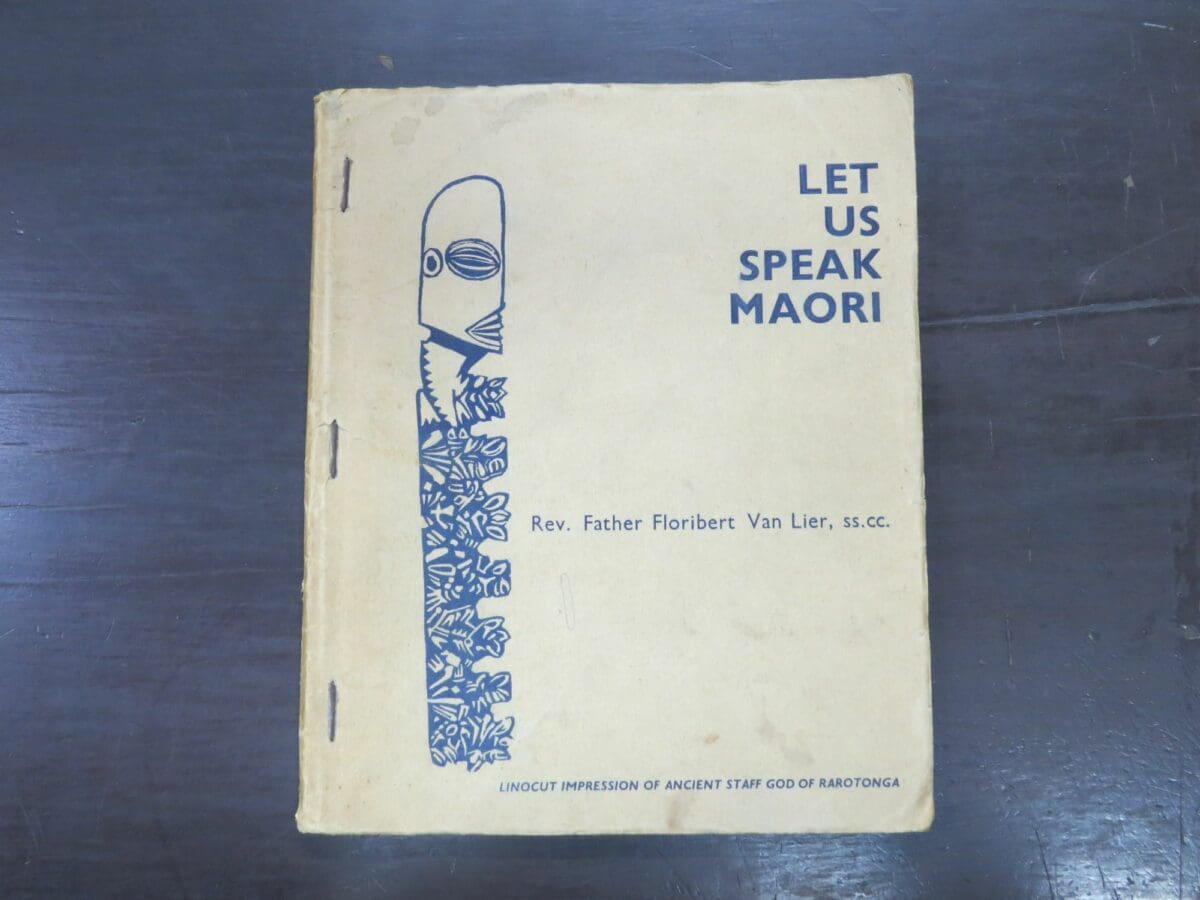 LET
US
SPEAK
MAORI
Rev. Father Floribert Van Lier, ss.cc.
LINOCUT IMPRESSION OF ANCIENT STAFF GOD OF RAROTONGA